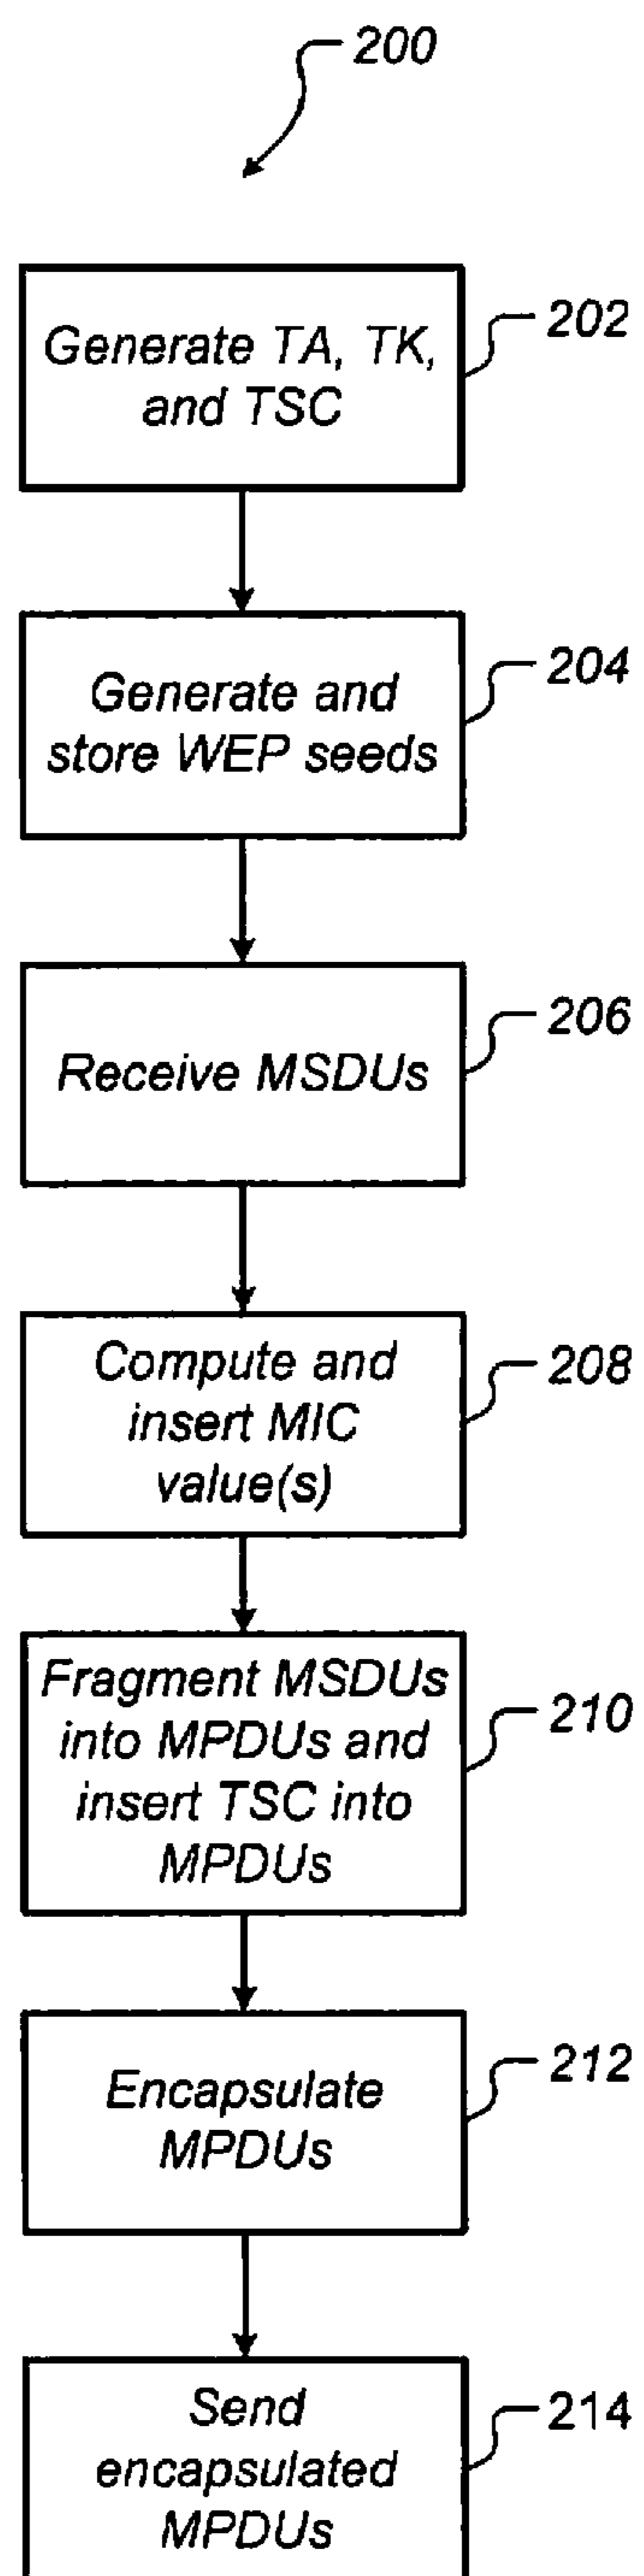 200
Generate TA, TK,
and TSC
202
Generate and
store WEP seeds
204
Receive MSDUs
206
Compute and
insert MIC
value(s)
208
Fragment MSDUs
into MPDUs and
insert TSC into
MPDUs
210
Encapsulate
MPDUs
212
Send
encapsulated
MPDUs
214